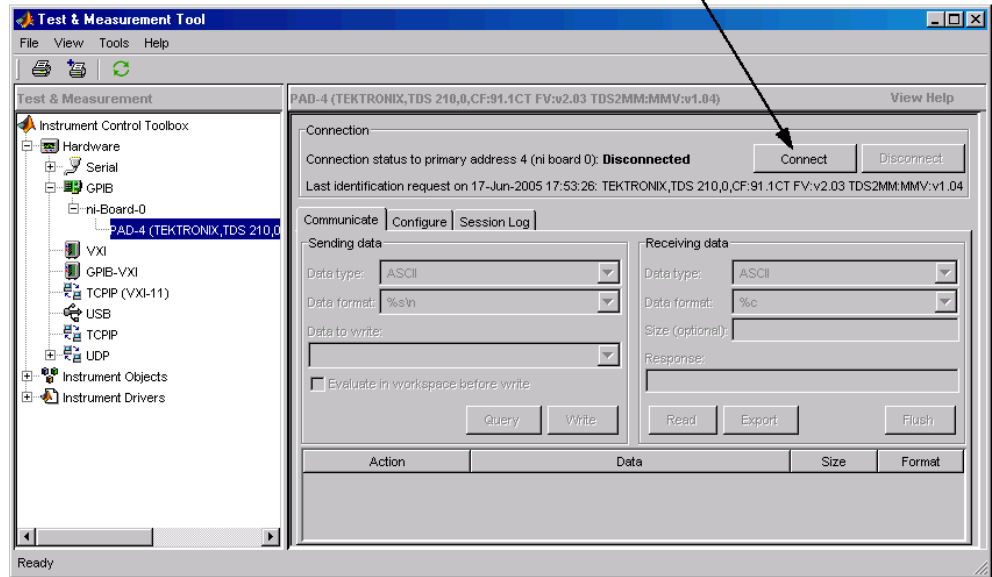 Test & Measurement Tool
File View Tools Help
Test & Measurement
PAD-4 (TEKTRONIX,TDS 210,0,CF:91.1CT FV:v2.03 TDS2MM:MMV:v1.04) View Help
Instrument Control Toolbox
Hardware
Serial
GPIB
ni-Board-0
PAD-4 (TEKTRONIX,TDS 210,0
VXI
GPIB-VXI
TCPIP (VXI-11)
USB
TCPIP
UDP
Instrument Objects
Instrument Drivers
Connection
Connection status to primary address 4 (ni board 0): Disconnected Connect Disconnect
Last identification request on 17-Jun-2005 17:53:26: TEKTRONIX,TDS 210,0,CF:91.1CT FV:v2.03 TDS2MM:MMV:v1.04
Communicate Configure Session Log
Sending data
Data type: ASCII
Data format: %s\n
Data to write:
Evaluate in workspace before write
Query Write
Receiving data
Data type: ASCII
Data format: %c
Size (optional):
Response:
Read Export Flush
Action Data Size Format
Ready